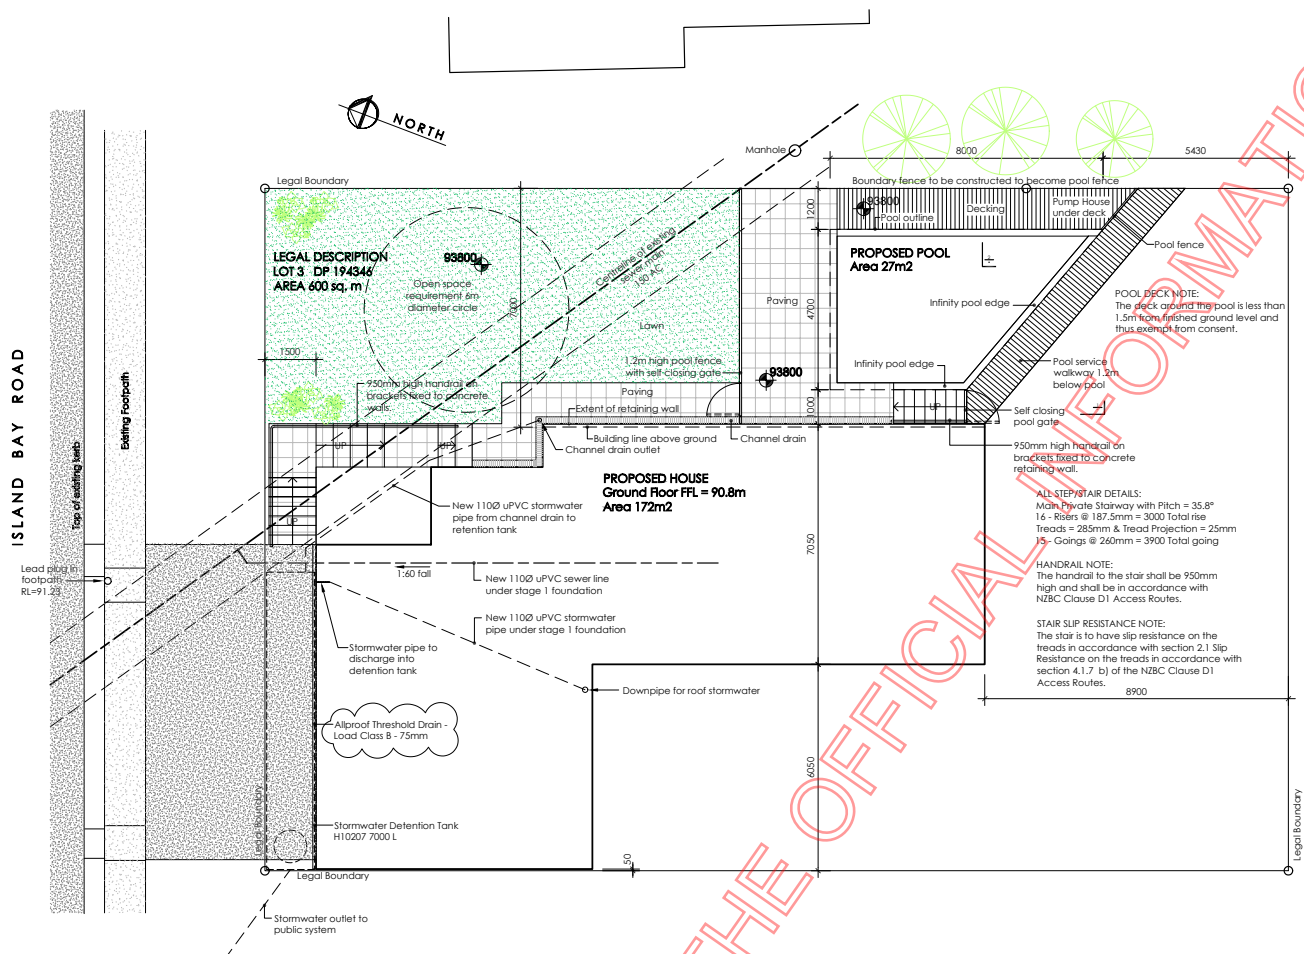 NORTH
Manhole
8000
5430
Legal Boundary
Boundary fence to be constructed to become pool fence
93800
1200
Decking
Pump House
under deck
Pool outline
LEGAL DESCRIPTION
LOT 3 DP 194346
AREA 600 sq. m
93800
Open space
requirement 6m
diameter circle
7000
Centreline of existing
sewer main
150 AC
Lawn
Paving
PROPOSED POOL
Area 27m2
Pool fence
Infinity pool edge
4700
POOL DECK NOTE:
The deck around the pool is less than
1.5m from finished ground level and
thus exempt from consent.
1500
1.2m high pool fence
with self closing gate
93800
Infinity pool edge
Pool service
walkway 1.2m
below pool
950mm high handrail on
brackets fixed to concrete
walls.
Paving
Extent of retaining wall
1000
UP
Self closing
pool gate
UP
UP
Building line above ground
Channel drain
Channel drain outlet
950mm high handrail on
brackets fixed to concrete
retaining wall.
PROPOSED HOUSE
Ground Floor FFL = 90.8m
Area 172m2
ALL STEP/STAIR DETAILS:
Main Private Stairway with Pitch = 35.8°
16 - Risers @ 187.5mm = 3000 Total rise
Treads = 285mm & Tread Projection = 25mm
15 - Goings @ 260mm = 3900 Total going
New 110Ø uPVC stormwater
pipe from channel drain to
retention tank
UP
7050
HANDRAIL NOTE:
The handrail to the stair shall be 950mm
high and shall be in accordance with
NZBC Clause D1 Access Routes.
1:60 fall
New 110Ø uPVC sewer line
under stage 1 foundation
New 110Ø uPVC stormwater
pipe under stage 1 foundation
STAIR SLIP RESISTANCE NOTE:
The stair is to have slip resistance on the
treads in accordance with section 2.1 Slip
Resistance on the treads in accordance with
section 4.1.7 b) of the NZBC Clause D1
Access Routes.
Stormwater pipe to
discharge into
detention tank
Downpipe for roof stormwater
8900
Allproof Threshold Drain -
Load Class B - 75mm
6050
Stormwater Detention Tank
H10207 7000 L
50
Legal Boundary
Legal Boundary
Legal Boundary
Stormwater outlet to
public system
ISLAND BAY ROAD
Top of existing kerb
Existing Footpath
Lead plug in
footpath
THE OFFICIAL INFORMATIO